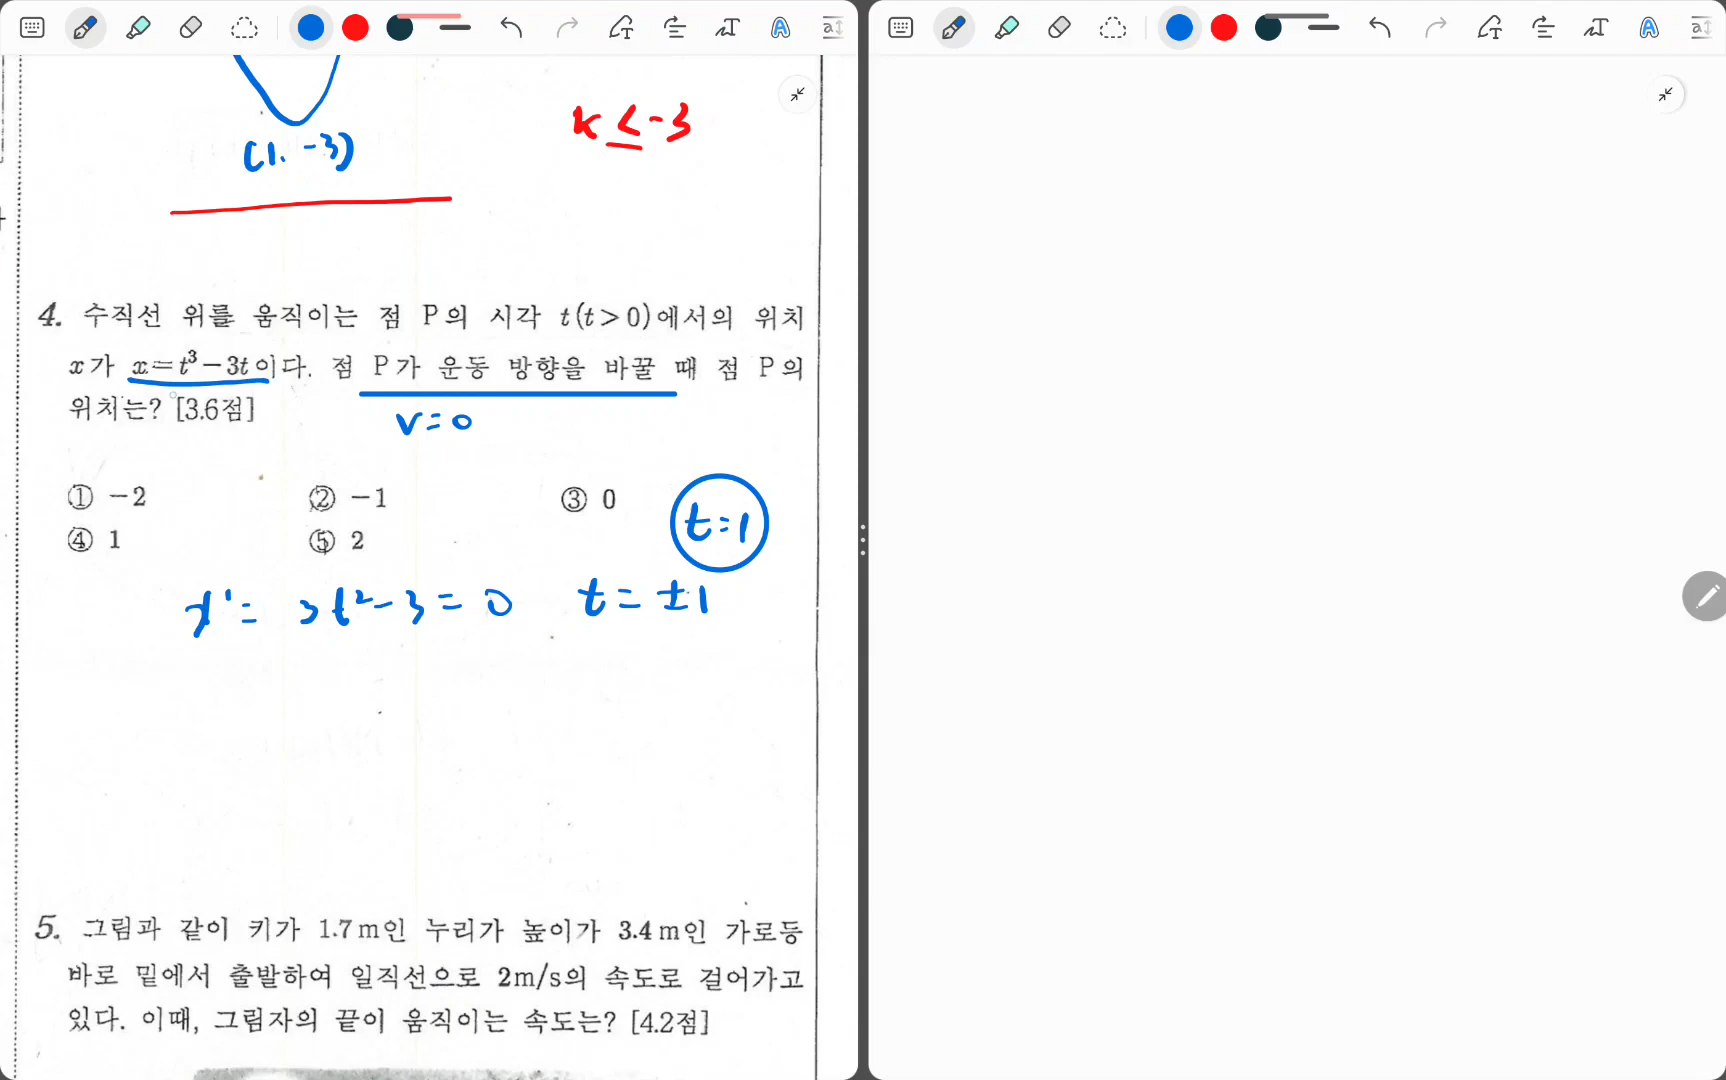 (1, -3)
k ≤ -3
4. 수직선 위를 움직이는 점 P의 시각 t(t>0)에서의 위치
x가 x=t³-3t이다. 점 P가 운동 방향을 바꿀 때 점 P의
위치는? [3.6점]
v=0
① -2 ② -1 ③ 0
④ 1 ⑤ 2
t=1
x'= 3t²-3=0 t=±1
5. 그림과 같이 키가 1.7m인 누리가 높이가 3.4m인 가로등
바로 밑에서 출발하여 일직선으로 2m/s의 속도로 걸어가고
있다. 이때, 그림자의 끝이 움직이는 속도는? [4.2점]